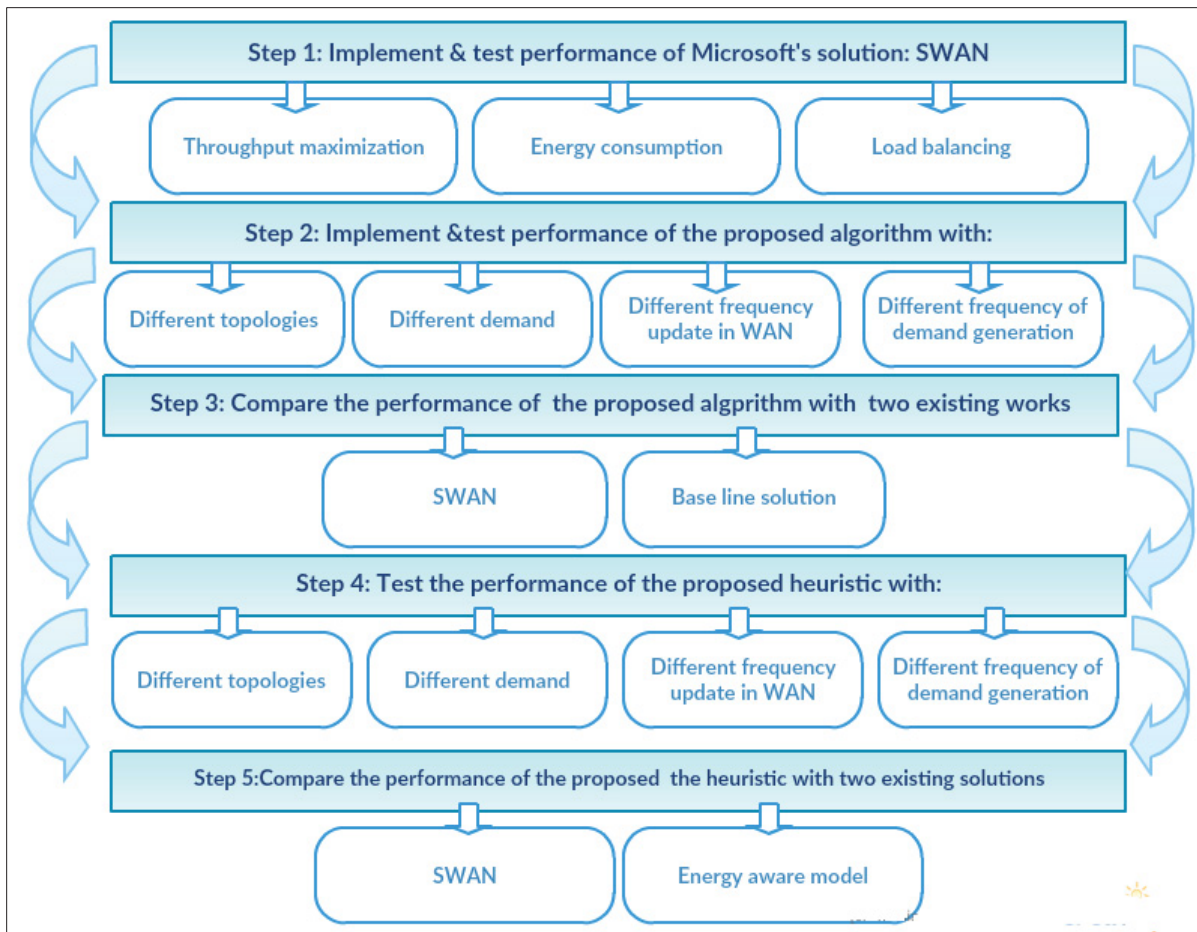 Step 1: Implement & test performance of Microsoft's solution: SWAN
Throughput maximization
Energy consumption
Load balancing
Step 2: Implement &test performance of the proposed algorithm with:
Different topologies
Different demand
Different frequency
update in WAN
Different frequency of
demand generation
Step 3: Compare the performance of the proposed algprithm with two existing works
SWAN
Base line solution
Step 4: Test the performance of the proposed heuristic with:
Different topologies
Different demand
Different frequency
update in WAN
Different frequency of
demand generation
Step 5:Compare the performance of the proposed the heuristic with two existing solutions
SWAN
Energy aware model